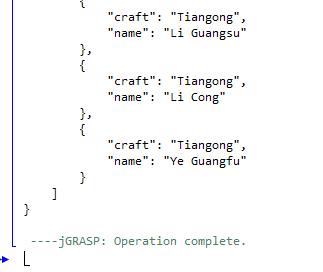 {
"craft": "Tiangong",
"name": "Li Guangsu"
},
{
"craft": "Tiangong",
"name": "Li Cong"
},
{
"craft": "Tiangong",
"name": "Ye Guangfu"
}
]
}
----jGRASP: Operation complete.